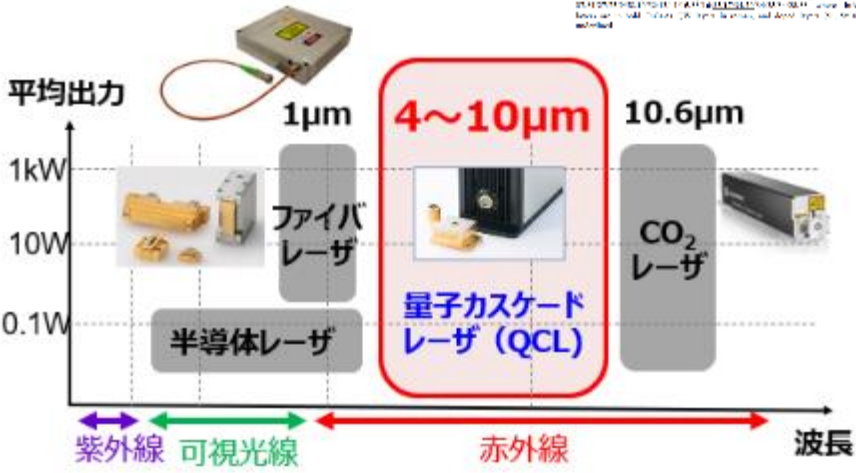 平均出力
1μm
4～10μm
10.6μm
1kW
10W
0.1W
ファイバ
レーザ
CO₂
レーザ
量子カスケード
レーザ（QCL)
半導体レーザ
紫外線
可視光線
赤外線
波長